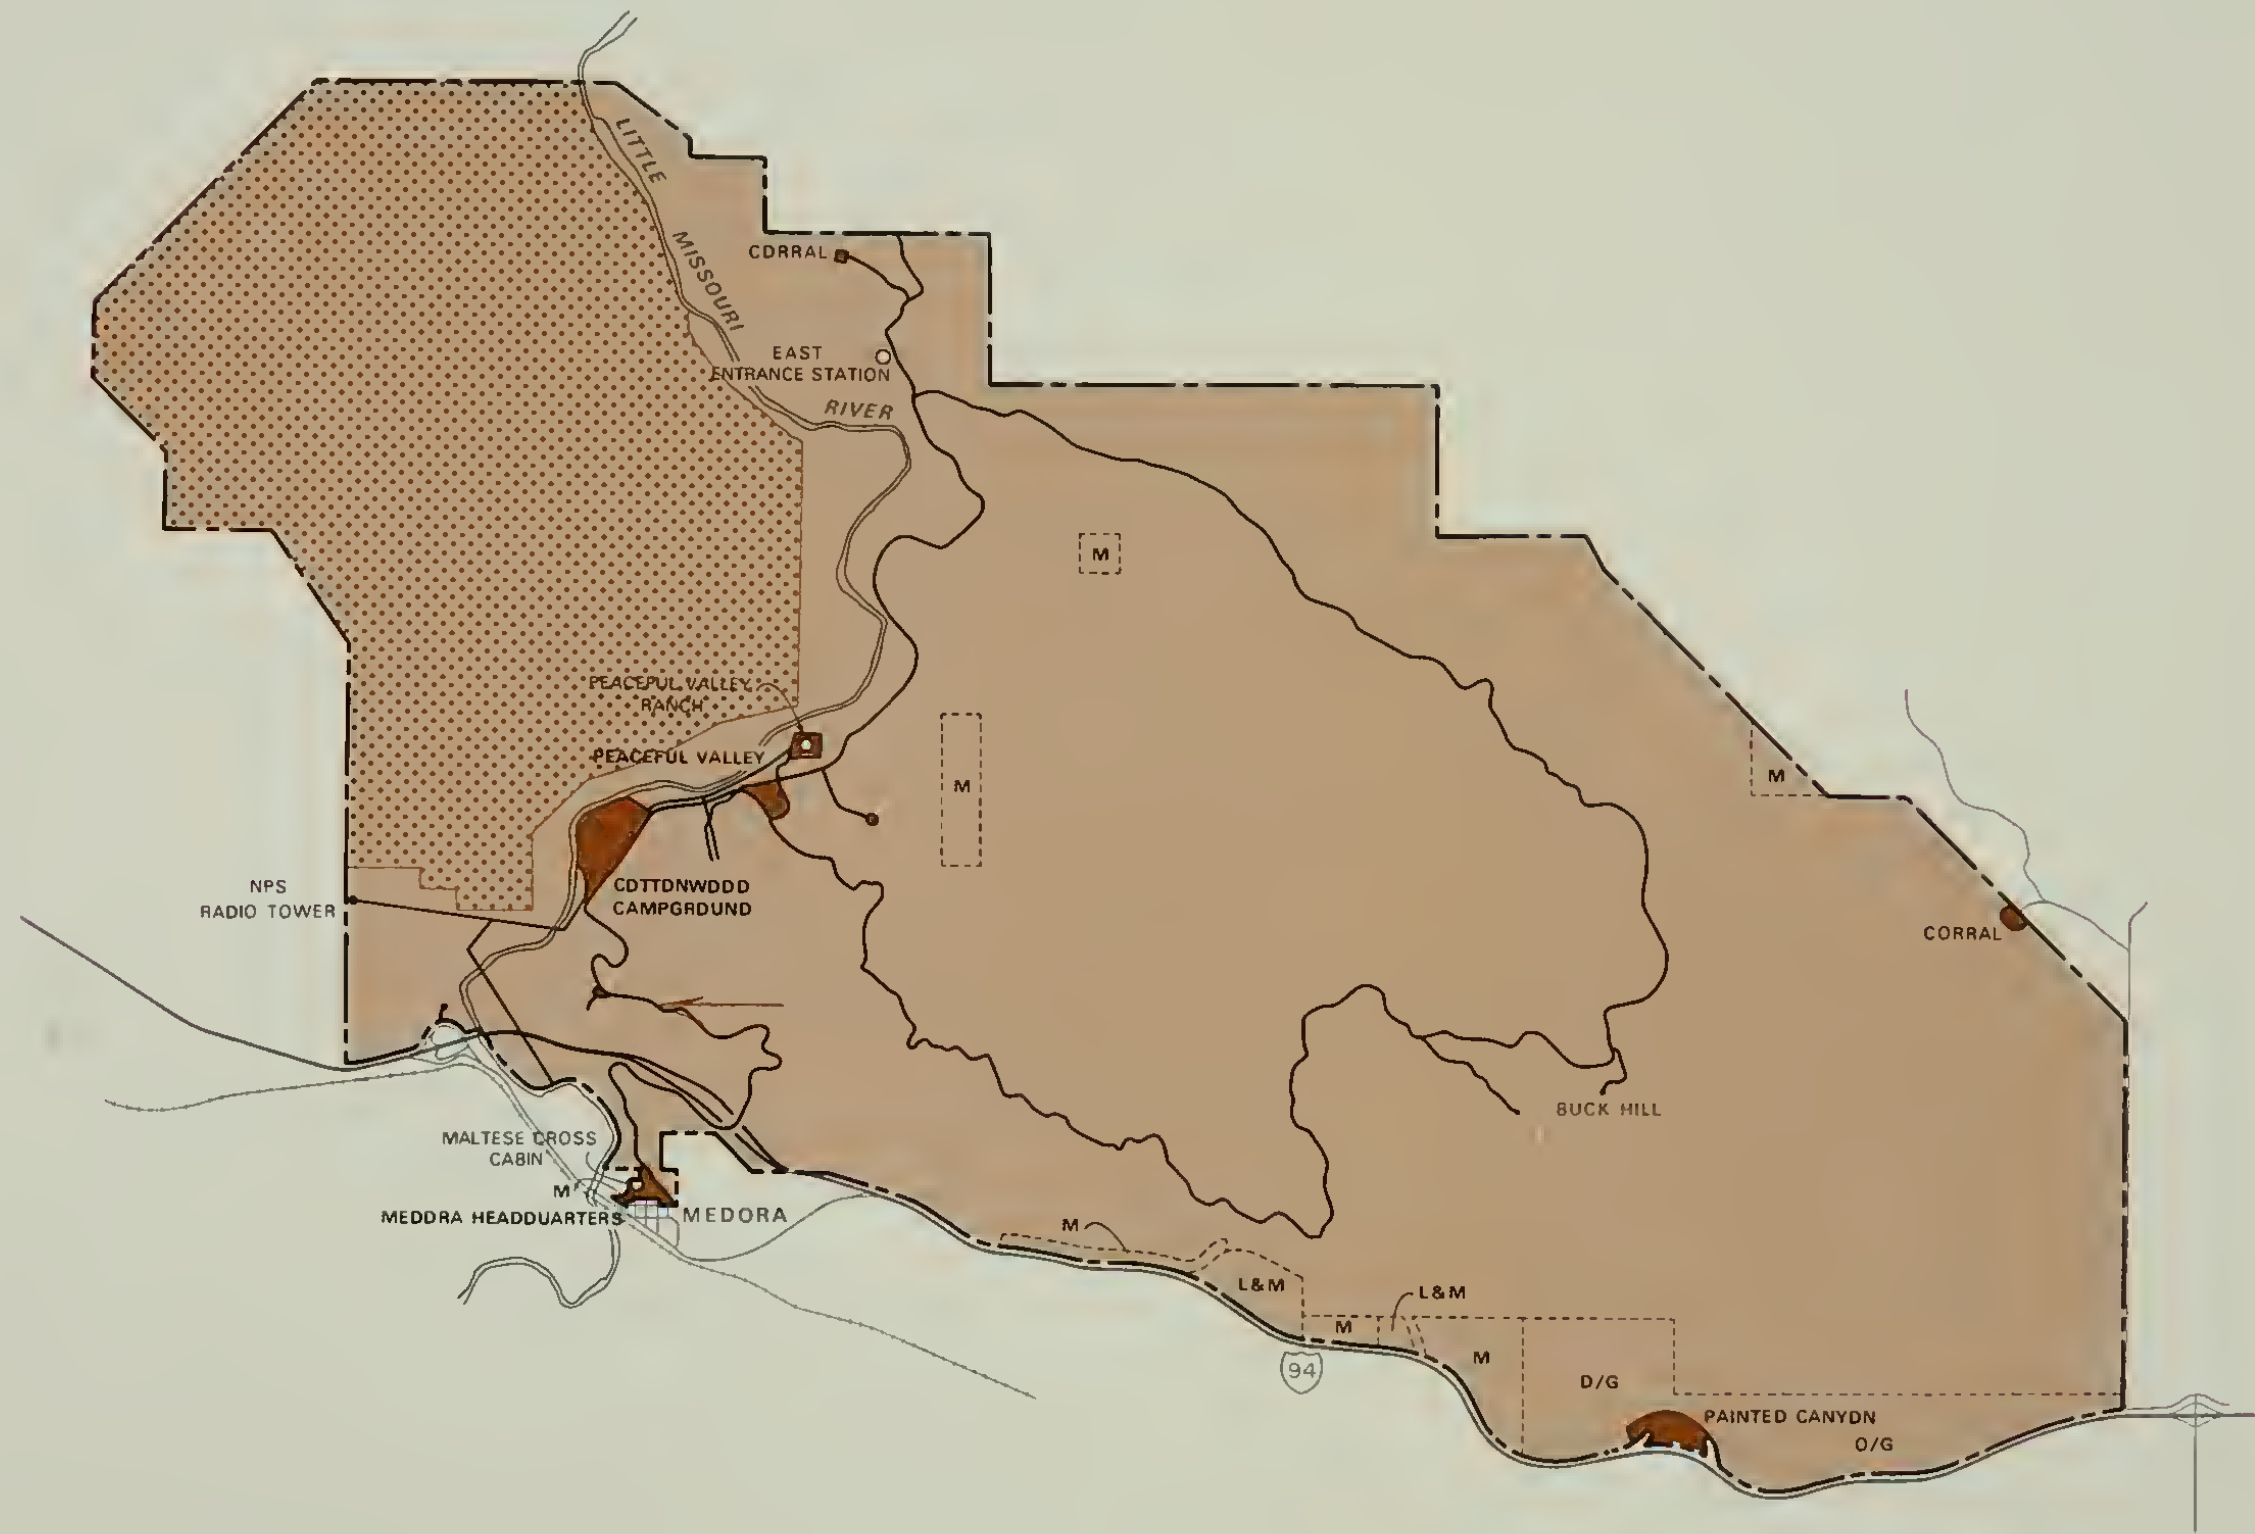 LITTLE
MISSOURI
RIVER
CDRRAL
EAST
ENTRANCE STATION
M
PEACEFUL VALLEY
RANCH
PEACEFUL VALLEY
M
M
NPS
RADIO TOWER
CDTTDNWDDD
CAMPGRDUND
CORRAL
BUCK HILL
MALTESE CROSS
CABIN
M
MEDDRA HEADDUARTERS
MEDORA
M
L&M
L&M
M
M
94
D/G
PAINTED CANYDN
O/G